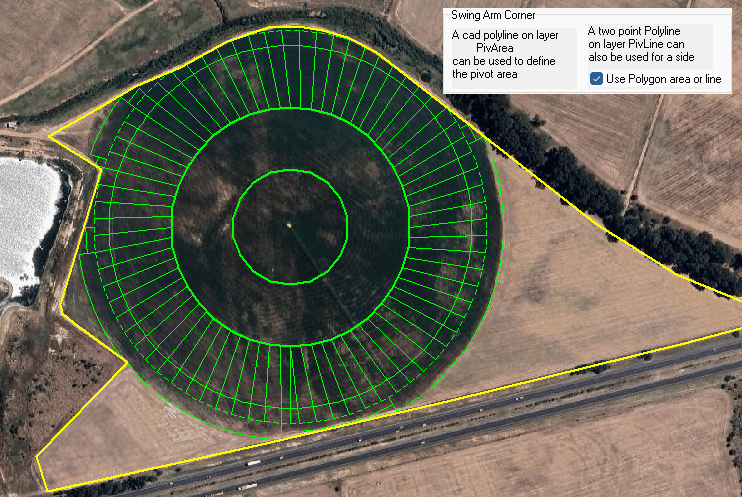 Swing Arm Corner
A cad polyline on layer
PivArea
can be used to define
the pivot area
A two point Polyline
on layer PivLine can
also be used for a side
Use Polygon area or line